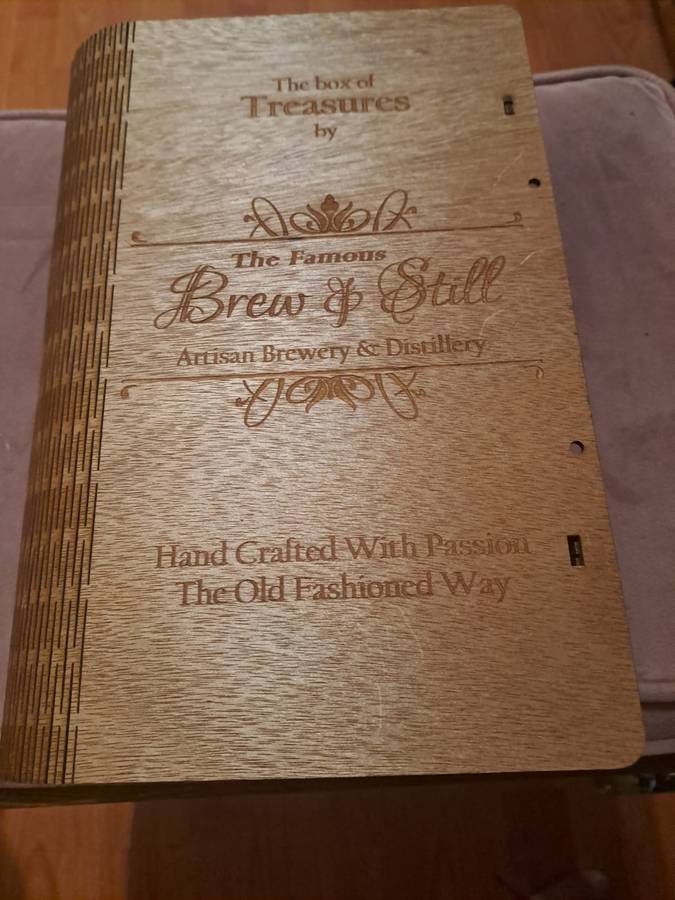 The box of
Treasures
by
The Famous
Brew & Still
Artisan Brewery & Distillery
Hand Crafted With Passion
The Old Fashioned Way